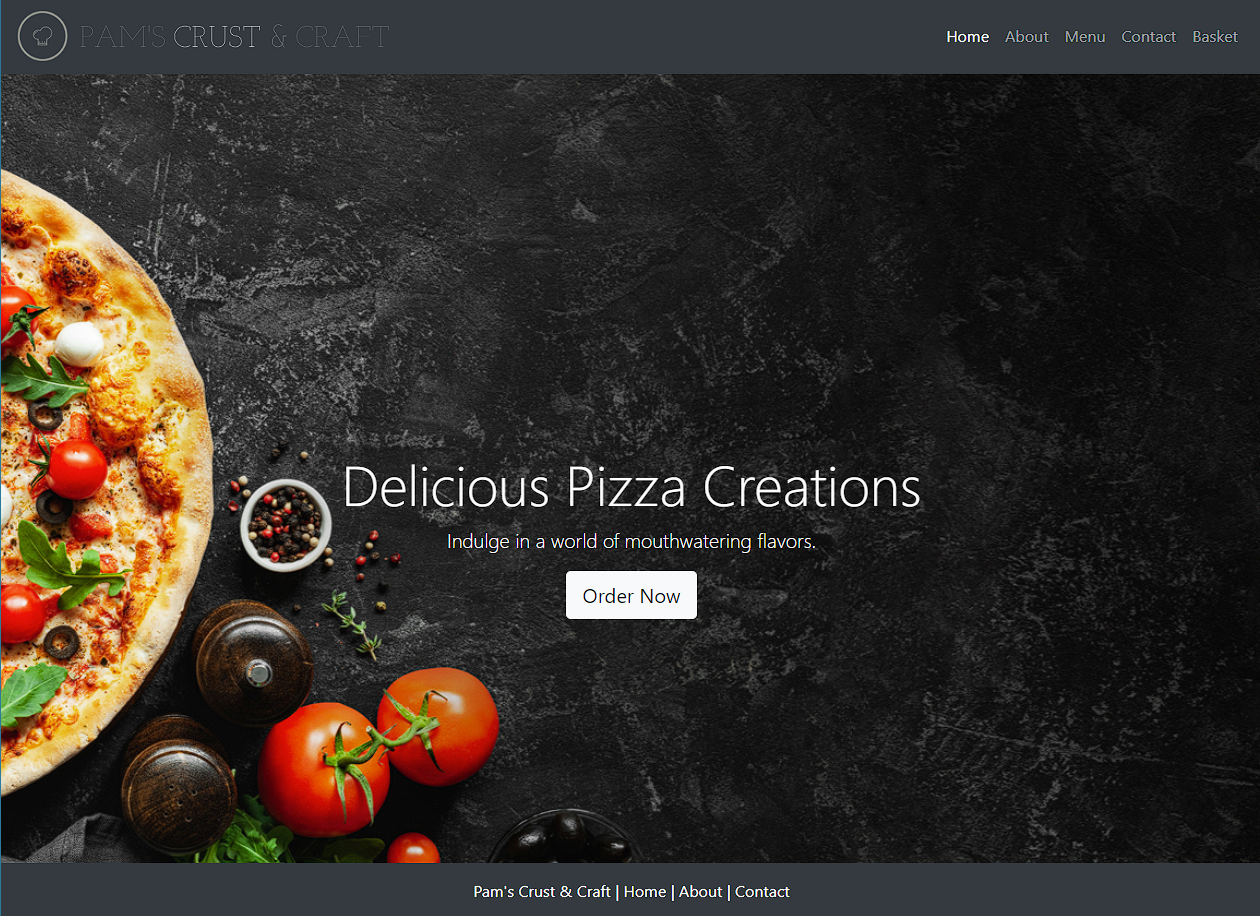 PAM'S CRUST & CRAFT
Home About Menu Contact Basket
Delicious Pizza Creations
Indulge in a world of mouthwatering flavors.
Order Now
Pam's Crust & Craft | Home | About | Contact